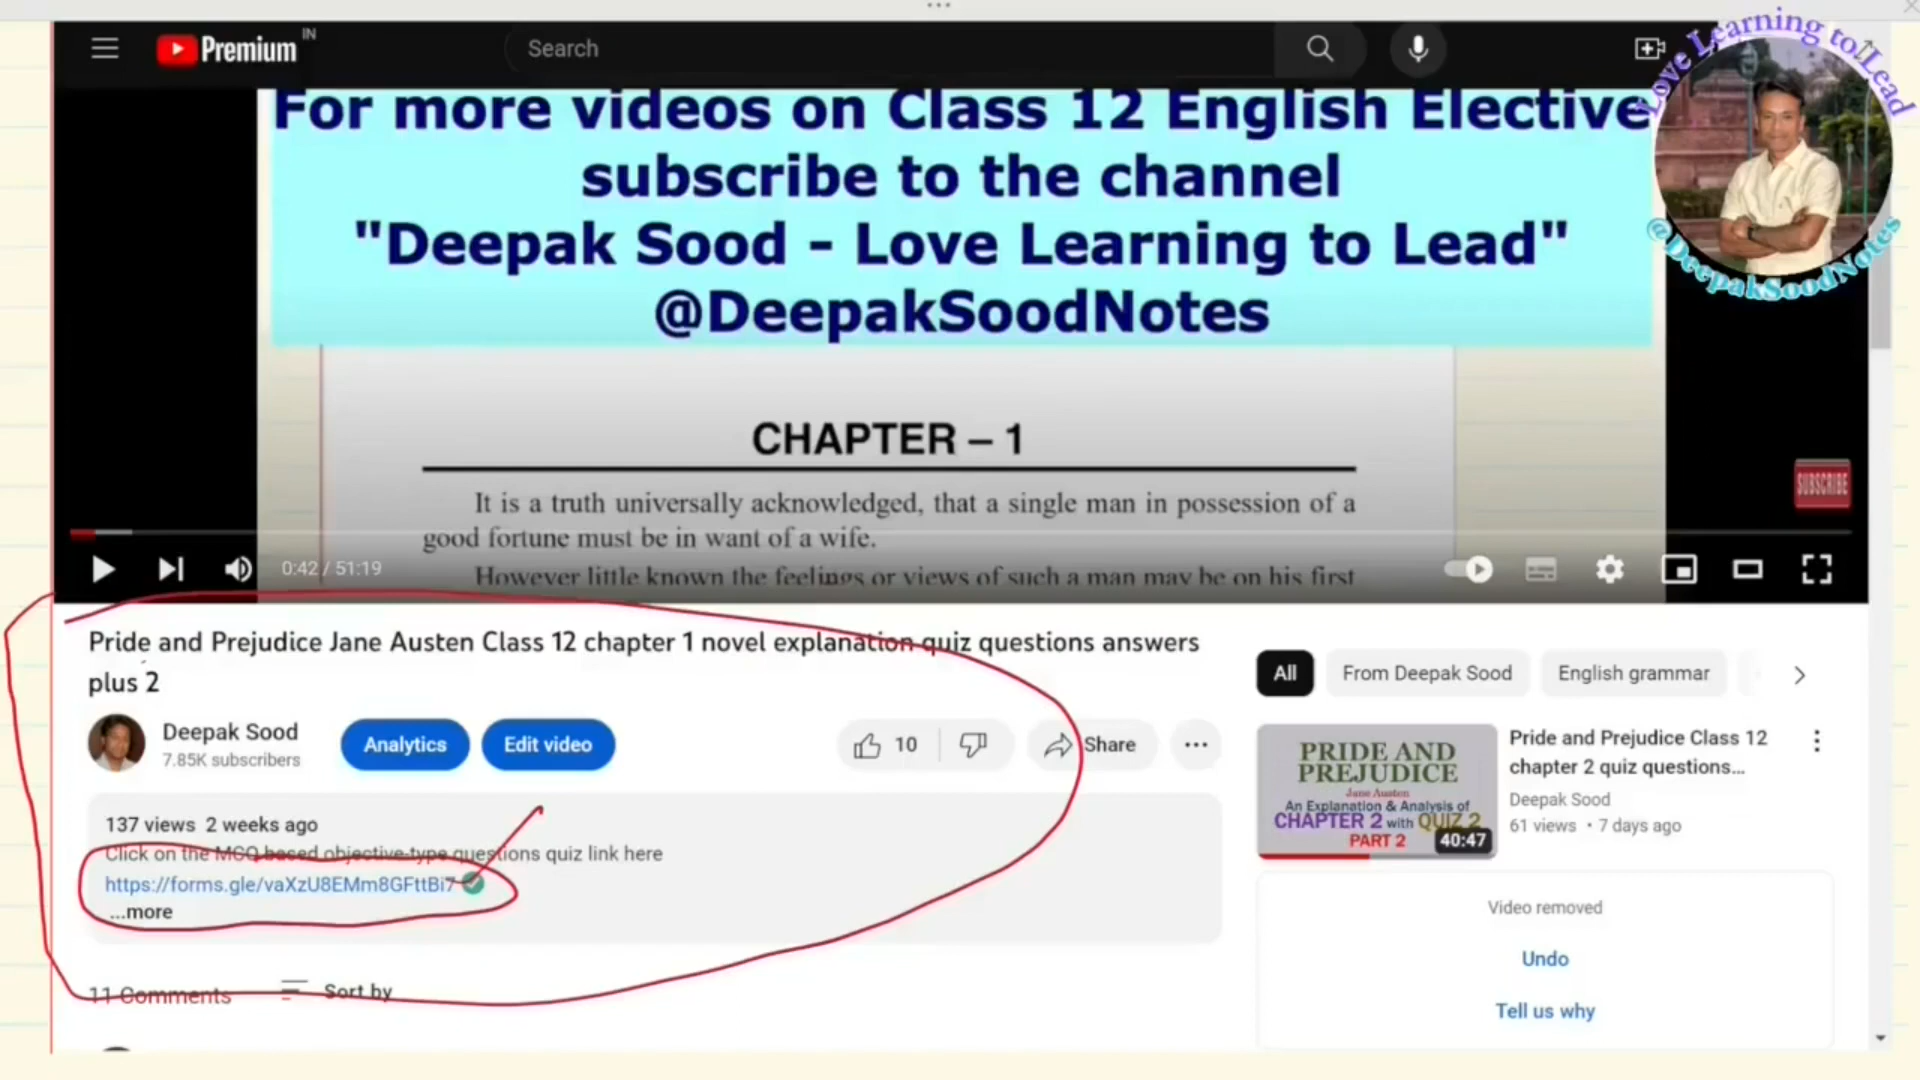 Premium IN
Search
Love Learning to Lead
@DeepakSoodNotes
For more videos on Class 12 English Elective
subscribe to the channel
"Deepak Sood - Love Learning to Lead"
@DeepakSoodNotes
CHAPTER – 1
It is a truth universally acknowledged, that a single man in possession of a
good fortune must be in want of a wife.
However little known the feelings or views of such a man may be on his first
SUBSCRIBE
0:42 / 51:19
Pride and Prejudice Jane Austen Class 12 chapter 1 novel explanation quiz questions answers
plus 2
Deepak Sood
7.85K subscribers
Analytics
Edit video
10
Share
137 views 2 weeks ago
Click on the MCQ based objective-type questions quiz link here
https://forms.gle/vaXzU8EMm8GFttBi7
...more
11 Comments
Sort by
All
From Deepak Sood
English grammar
PRIDE AND
PREJUDICE
Jane Austen
An Explanation & Analysis of
CHAPTER 2 with QUIZ 2
PART 2
40:47
Pride and Prejudice Class 12
chapter 2 quiz questions...
Deepak Sood
61 views • 7 days ago
Video removed
Undo
Tell us why